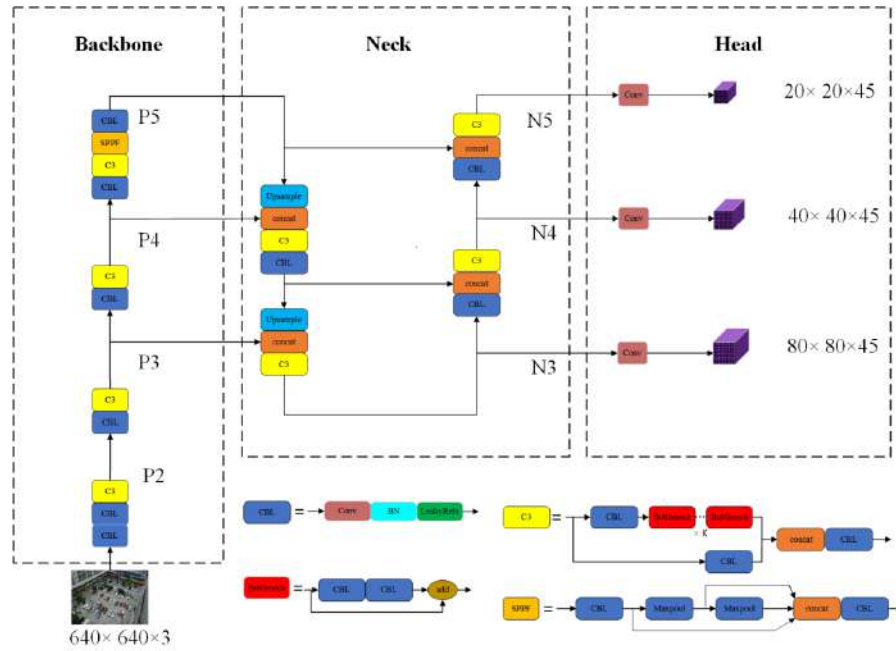 Backbone
Neck
Head
CBL
SPPF
C3
CBL
P5
C3
CBL
P4
C3
CBL
P3
C3
CBL
CBL
P2
640× 640×3
Upsample
concat
C3
CBL
Upsample
concat
C3
C3
concat
CBL
C3
concat
CBL
N5
N4
N3
Conv
20× 20×45
Conv
40× 40×45
Conv
80× 80×45
CBL = Conv BN LeakyRelu
Bottleneck = CBL CBL add
C3 = CBL Bottleneck ... Bottleneck
× K
CBL
concat CBL
SPPF = CBL Maxpool Maxpool concat CBL